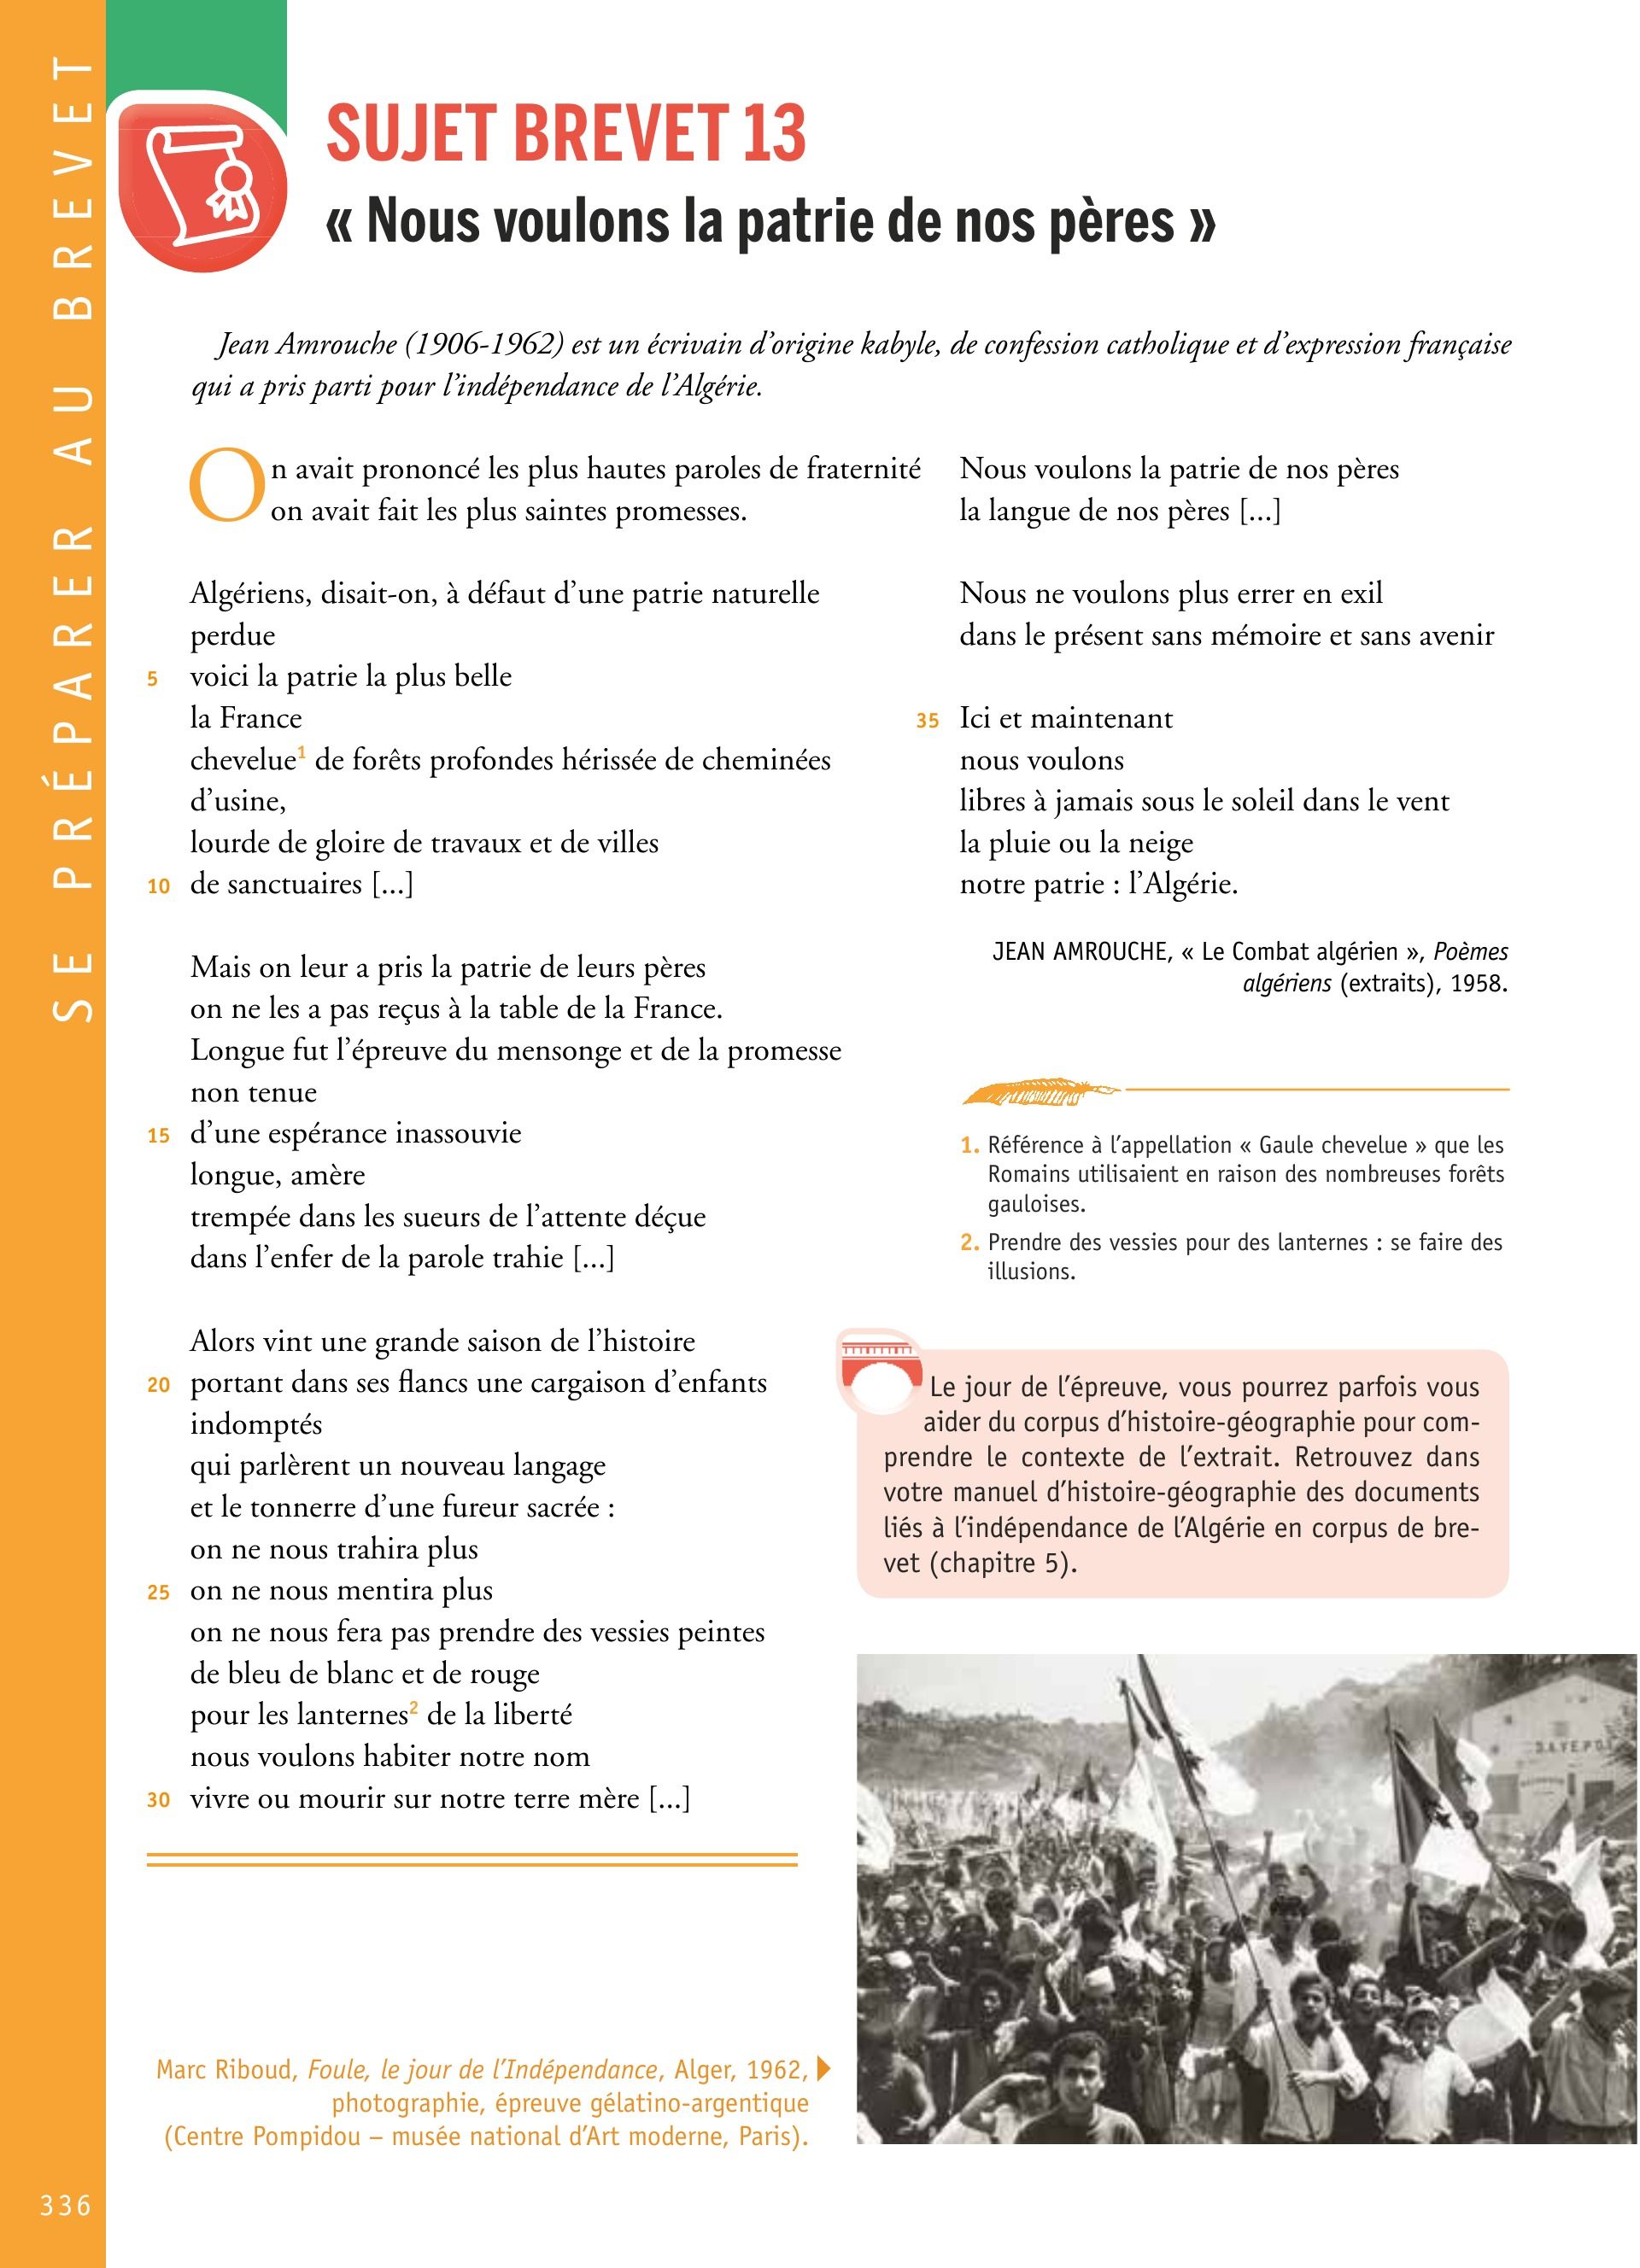 SE PRÉPARER AU BREVET
SUJET BREVET 13
« Nous voulons la patrie de nos pères »
Jean Amrouche (1906-1962) est un écrivain d’origine kabyle, de confession catholique et d’expression française
qui a pris parti pour l’indépendance de l’Algérie.
On avait prononcé les plus hautes paroles de fraternité
on avait fait les plus saintes promesses.
Algériens, disait-on, à défaut d’une patrie naturelle
perdue
5 voici la patrie la plus belle
la France
chevelue1 de forêts profondes hérissée de cheminées
d’usine,
lourde de gloire de travaux et de villes
10 de sanctuaires [...]
Mais on leur a pris la patrie de leurs pères
on ne les a pas reçus à la table de la France.
Longue fut l’épreuve du mensonge et de la promesse
non tenue
15 d’une espérance inassouvie
longue, amère
trempée dans les sueurs de l’attente déçue
dans l’enfer de la parole trahie [...]
Alors vint une grande saison de l’histoire
20 portant dans ses flancs une cargaison d’enfants
indomptés
qui parlèrent un nouveau langage
et le tonnerre d’une fureur sacrée :
on ne nous trahira plus
25 on ne nous mentira plus
on ne nous fera pas prendre des vessies peintes
de bleu de blanc et de rouge
pour les lanternes2 de la liberté
nous voulons habiter notre nom
30 vivre ou mourir sur notre terre mère [...]
Nous voulons la patrie de nos pères
la langue de nos pères [...]
Nous ne voulons plus errer en exil
dans le présent sans mémoire et sans avenir
35 Ici et maintenant
nous voulons
libres à jamais sous le soleil dans le vent
la pluie ou la neige
notre patrie : l’Algérie.
JEAN AMROUCHE, « Le Combat algérien », Poèmes
algériens (extraits), 1958.
1. Référence à l’appellation « Gaule chevelue » que les
Romains utilisaient en raison des nombreuses forêts
gauloises.
2. Prendre des vessies pour des lanternes : se faire des
illusions.
Le jour de l’épreuve, vous pourrez parfois vous
aider du corpus d’histoire-géographie pour com-
prendre le contexte de l’extrait. Retrouvez dans
votre manuel d’histoire-géographie des documents
liés à l’indépendance de l’Algérie en corpus de bre-
vet (chapitre 5).
Marc Riboud, Foule, le jour de l’Indépendance, Alger, 1962,
photographie, épreuve gélatino-argentique
(Centre Pompidou – musée national d’Art moderne, Paris).
336